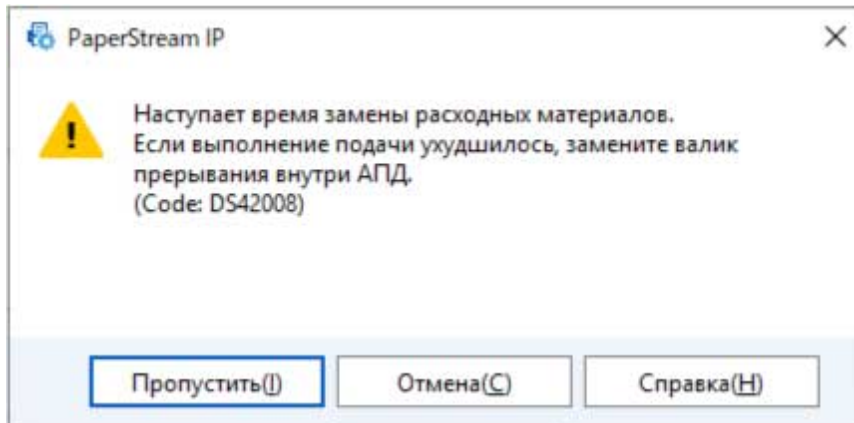 PaperStream IP
Наступает время замены расходных материалов.
Если выполнение подачи ухудшилось, замените валик
прерывания внутри АПД.
(Code: DS42008)
Пропустить(I)
Отмена(C)
Справка(H)